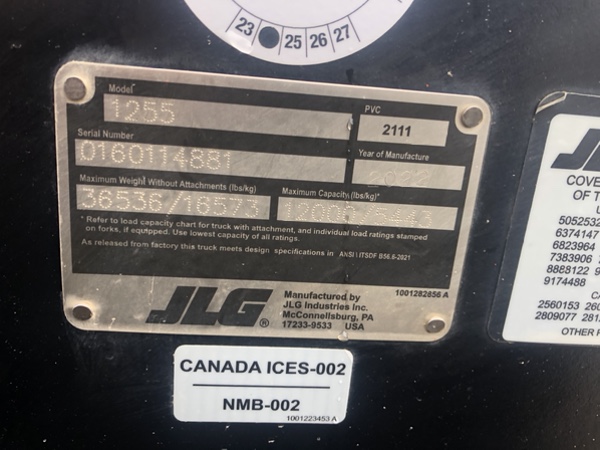 23 25 26 27
Model
1255
PVC
2111
Serial Number
0160114881
Year of Manufacture
Maximum Weight Without Attachments (lbs/kg)
36536/16573
Maximum Capacity (lbs/kg)*
12000/5443
* Refer to load capacity chart for truck with attachment, and individual load ratings stamped
on forks, if equipped. Use lowest capacity of all ratings.
As released from factory this truck meets design specifications in ANSI/ITSDF B56.6-2021
JLG®
Manufactured by
JLG Industries Inc.
McConnellsburg, PA
17233-9533 USA
1001282856 A
CANADA ICES-002
NMB-002
1001223453 A
COVE
OF T
U
5052532
6374147
6823964
7383906
8888122 9
9174488
CA
2560153 260
2809077 281
OTHER P